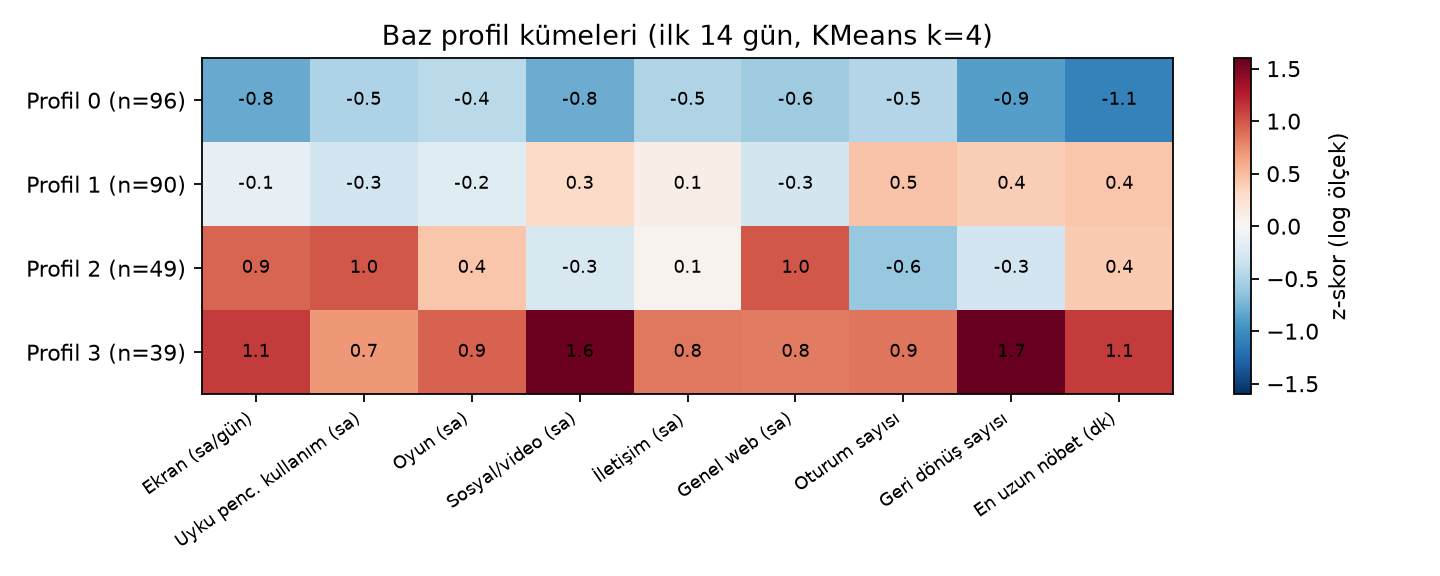 Baz profil kümeleri (ilk 14 gün, KMeans k=4)
Profil 0 (n=96) -0.8 -0.5 -0.4 -0.8 -0.5 -0.6 -0.5 -0.9 -1.1
Profil 1 (n=90) -0.1 -0.3 -0.2 0.3 0.1 -0.3 0.5 0.4 0.4
Profil 2 (n=49) 0.9 1.0 0.4 -0.3 0.1 1.0 -0.6 -0.3 0.4
Profil 3 (n=39) 1.1 0.7 0.9 1.6 0.8 0.8 0.9 1.7 1.1
Ekran (sa/gün)
Uyku penc. kullanım (sa)
Oyun (sa)
Sosyal/video (sa)
İletişim (sa)
Genel web (sa)
Oturum sayısı
Geri dönüş sayısı
En uzun nöbet (dk)
1.5
1.0
0.5
0.0
−0.5
−1.0
−1.5
z-skor (log ölçek)